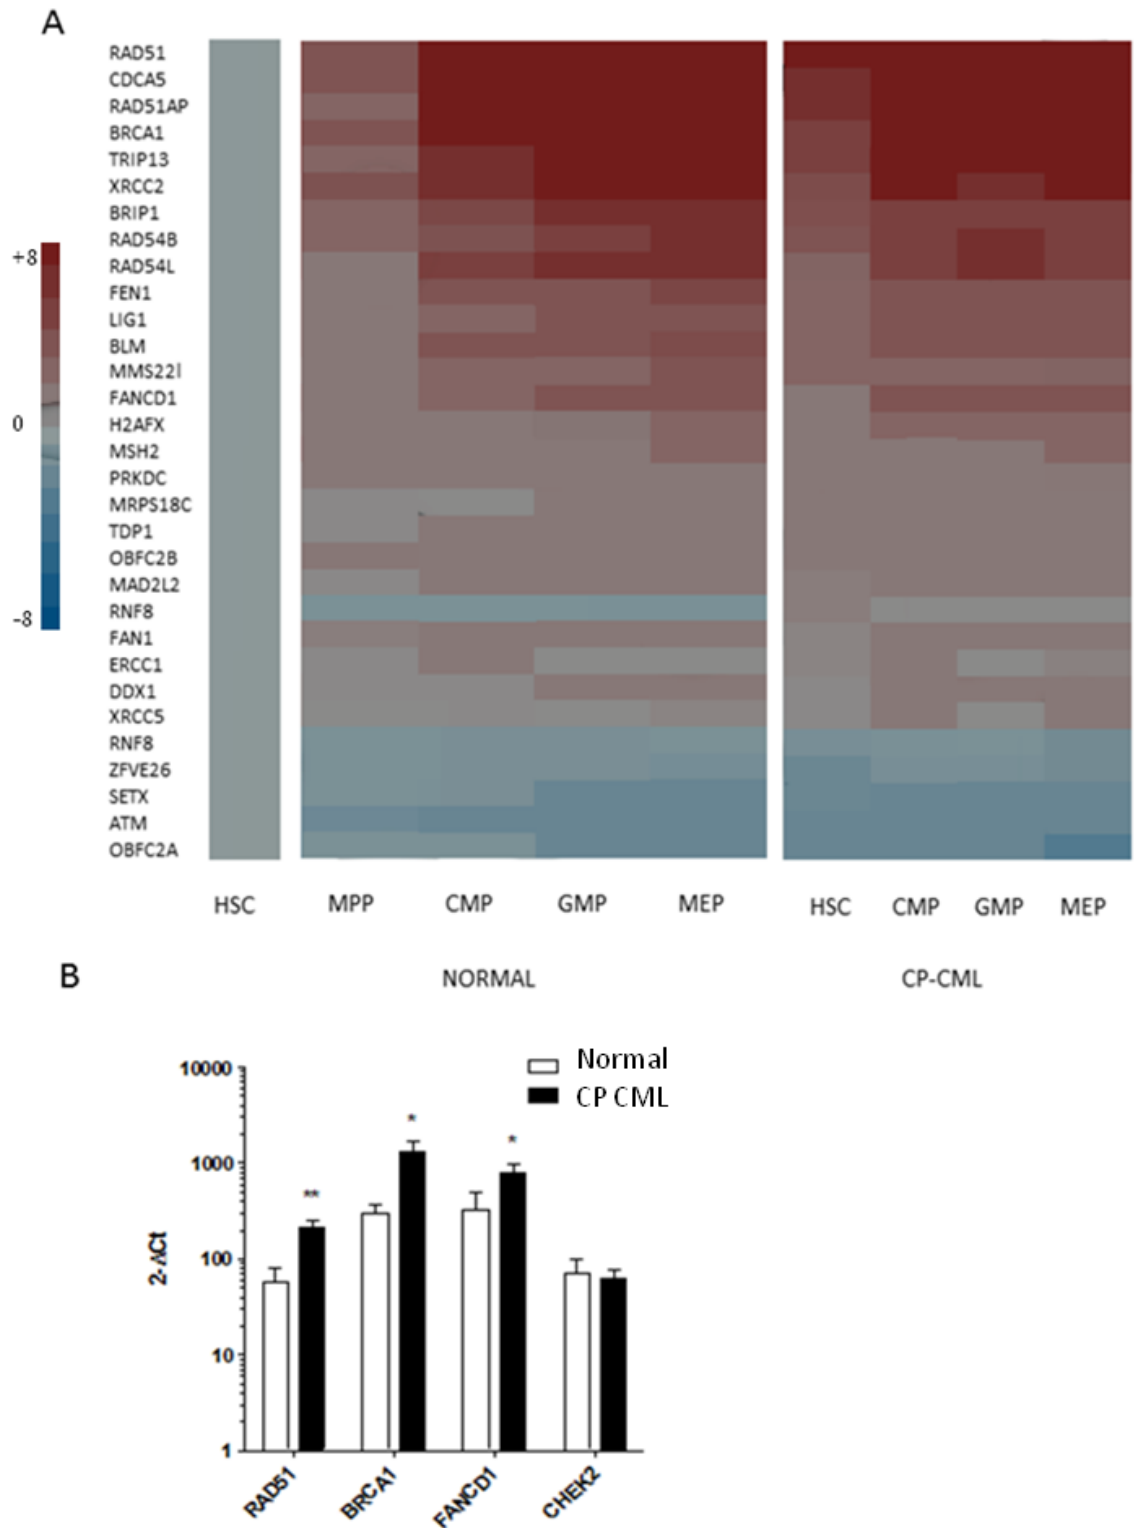 A
RAD51
CDCA5
RAD51AP
BRCA1
TRIP13
XRCC2
BRIP1
RAD54B
RAD54L
FEN1
LIG1
BLM
MMS22l
FANCD1
H2AFX
MSH2
PRKDC
MRPS18C
TDP1
OBFC2B
MAD2L2
RNF8
FAN1
ERCC1
DDX1
XRCC5
RNF8
ZFVE26
SETX
ATM
OBFC2A
+8
0
-8
HSC MPP CMP GMP MEP HSC CMP GMP MEP
NORMAL CP-CML
B
Normal
CP CML
10000
1000
100
10
1
2-ΔCt
** * *
RAD51 BRCA1 FANCD1 CHEK2